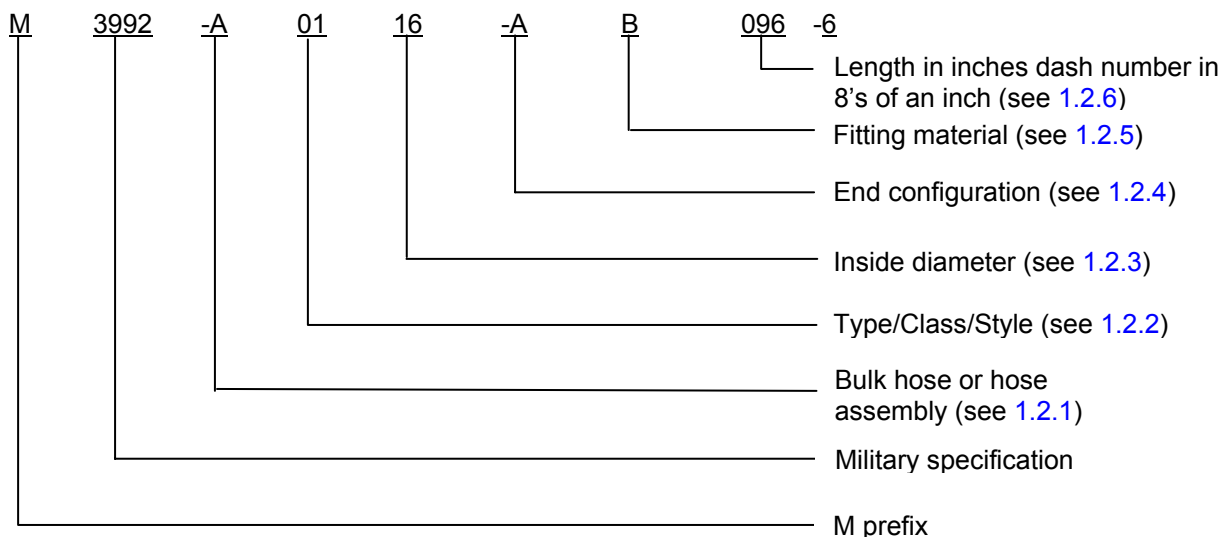 M 3992 -A 01 16 -A B 096 -6
Length in inches dash number in
8's of an inch (see 1.2.6)
Fitting material (see 1.2.5)
End configuration (see 1.2.4)
Inside diameter (see 1.2.3)
Type/Class/Style (see 1.2.2)
Bulk hose or hose
assembly (see 1.2.1)
Military specification
M prefix